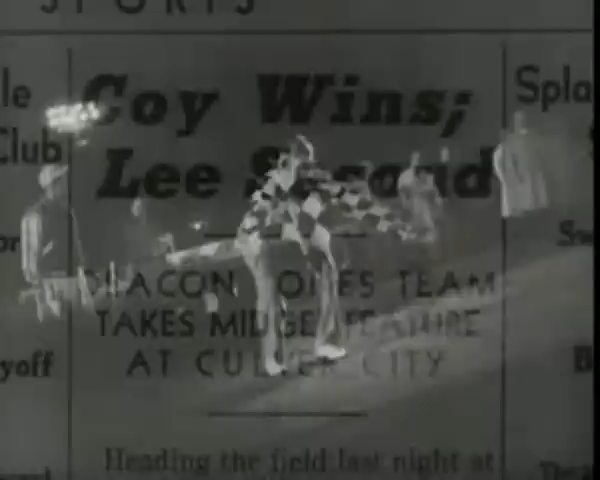 SPORTS
le
Club
Coy Wins;
Lee Second
Spla
DEACON JONES TEAM
TAKES MIDGET FEATURE
AT CULVER CITY
yoff
Heading the field last night at